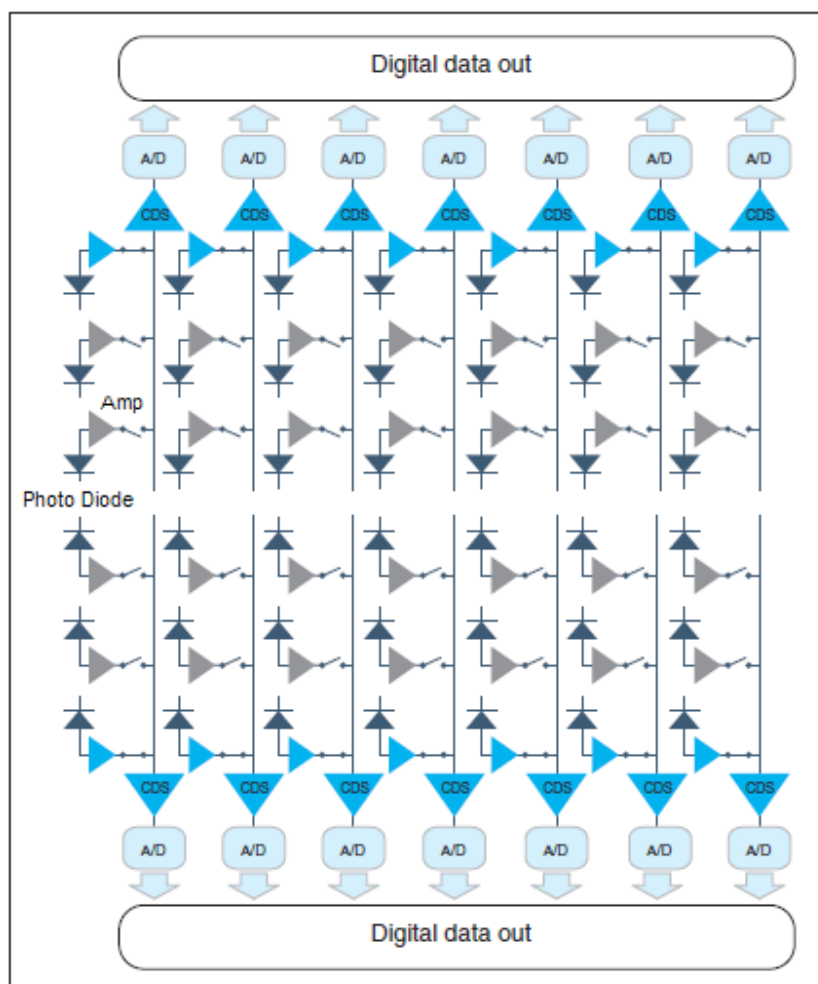 Digital data out
A/D A/D A/D A/D A/D A/D A/D
CDS CDS CDS CDS CDS CDS CDS
Amp
Photo Diode
CDS CDS CDS CDS CDS CDS CDS
A/D A/D A/D A/D A/D A/D A/D
Digital data out